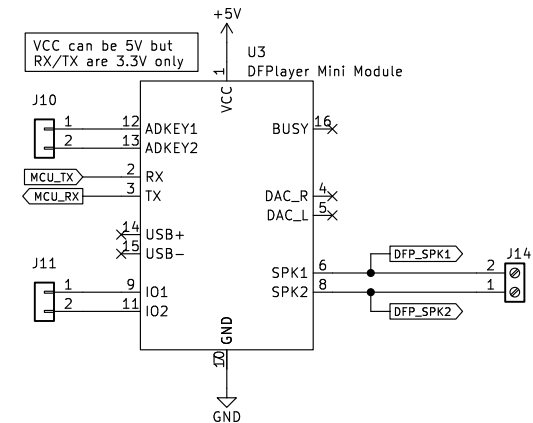 +5V
VCC can be 5V but
RX/TX are 3.3V only
U3
DFPlayer Mini Module
1
VCC
J10
1
2
12
13
ADKEY1
ADKEY2
BUSY
16
MCU_TX
2
RX
MCU_RX
3
TX
DAC_R
4
DAC_L
5
14
USB+
15
USB-
DFP_SPK1
J14
SPK1
6
2
SPK2
8
1
DFP_SPK2
J11
1
9
IO1
2
11
IO2
GND
10
GND